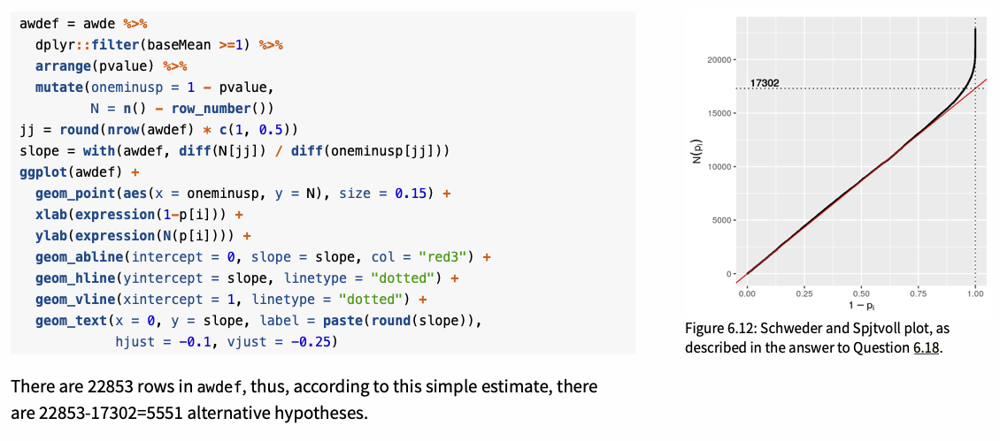 awdef = awde %>%
  dplyr::filter(baseMean >=1) %>%
  arrange(pvalue) %>%
  mutate(oneminusp = 1 - pvalue,
         N = n() - row_number())
jj = round(nrow(awdef) * c(1, 0.5))
slope = with(awdef, diff(N[jj]) / diff(oneminusp[jj]))
ggplot(awdef) +
  geom_point(aes(x = oneminusp, y = N), size = 0.15) +
  xlab(expression(1-p[i])) +
  ylab(expression(N(p[i]))) +
  geom_abline(intercept = 0, slope = slope, col = "red3") +
  geom_hline(yintercept = slope, linetype = "dotted") +
  geom_vline(xintercept = 1, linetype = "dotted") +
  geom_text(x = 0, y = slope, label = paste(round(slope)),
            hjust = -0.1, vjust = -0.25)
There are 22853 rows in awdef, thus, according to this simple estimate, there
are 22853-17302=5551 alternative hypotheses.
N(pᵢ)
20000
17302
15000
10000
5000
0
0.00 0.25 0.50 0.75 1.00
1 − pᵢ
Figure 6.12: Schweder and Spjtvoll plot, as
described in the answer to Question 6.18.